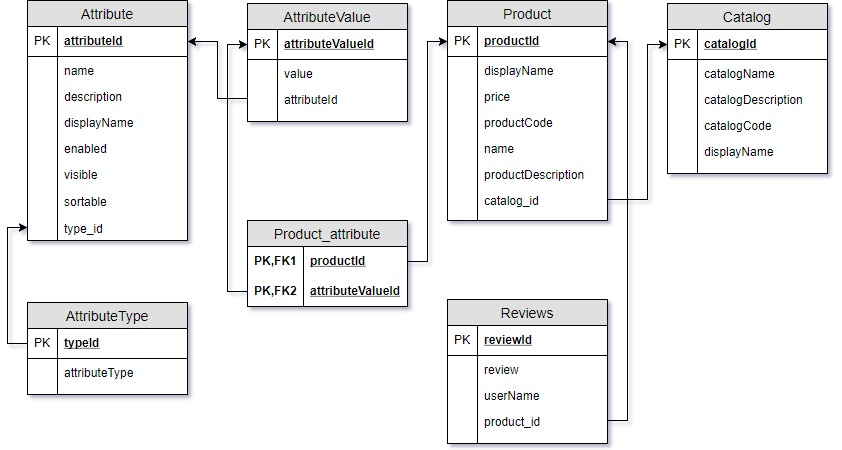 Attribute
PK attributeId
name
description
displayName
enabled
visible
sortable
type_id
AttributeValue
PK attributeValueId
value
attributeId
Product
PK productId
displayName
price
productCode
name
productDescription
catalog_id
Catalog
PK catalogId
catalogName
catalogDescription
catalogCode
displayName
Product_attribute
PK,FK1 productId
PK,FK2 attributeValueId
AttributeType
PK typeId
attributeType
Reviews
PK reviewId
review
userName
product_id